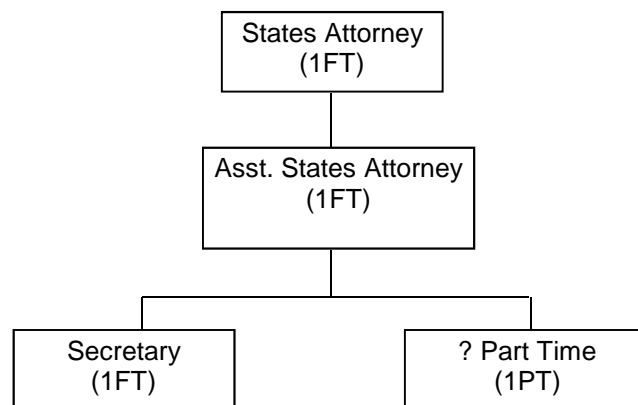 States Attorney
(1FT)
Asst. States Attorney
(1FT)
Secretary
(1FT)
? Part Time
(1PT)